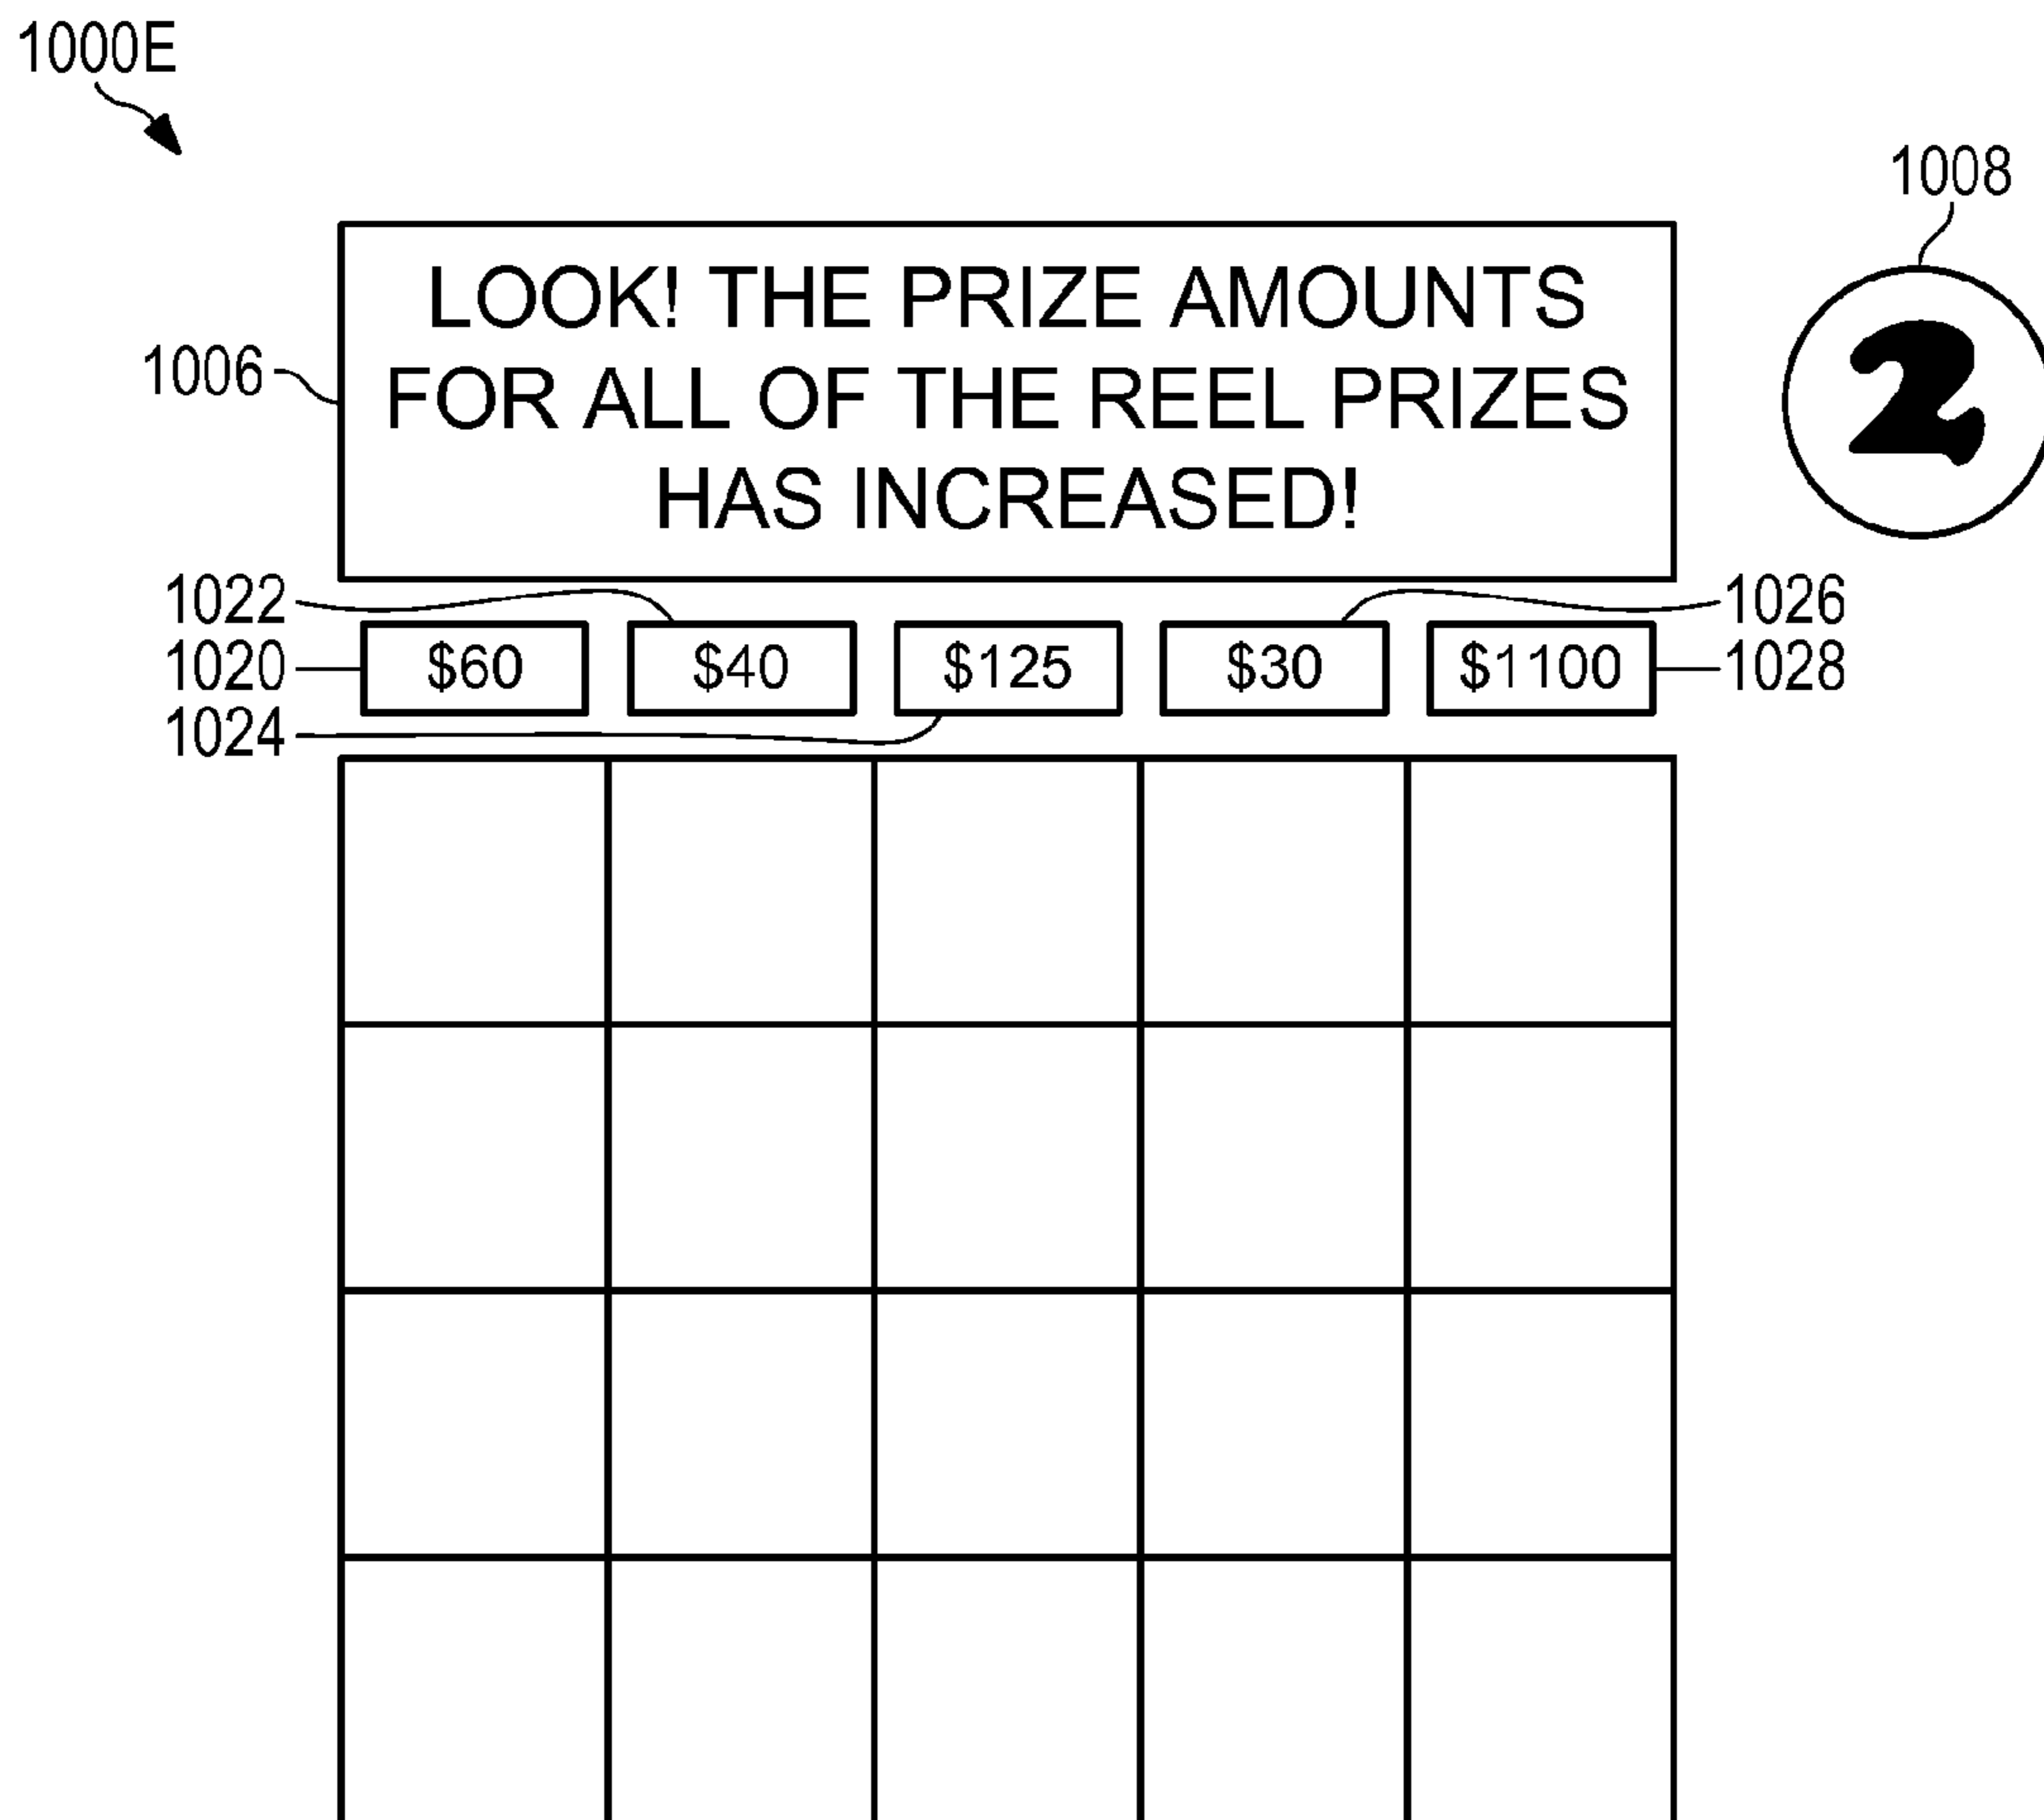 1000E
1008
LOOK! THE PRIZE AMOUNTS
1006 FOR ALL OF THE REEL PRIZES
2
HAS INCREASED!
1022 1026
1020 $60 $40 $125 $30 $1100 1028
1024